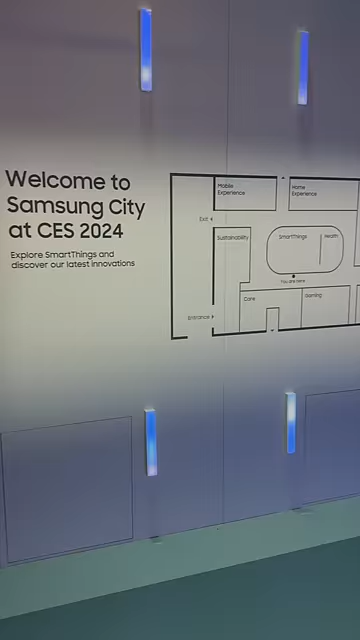 Welcome to
Samsung City
at CES 2024
Explore SmartThings and
discover our latest innovations
Mobile
Experience
Home
Experience
Exit
Sustainability
SmartThings
Health
You are here
Care
Gaming
Entrance